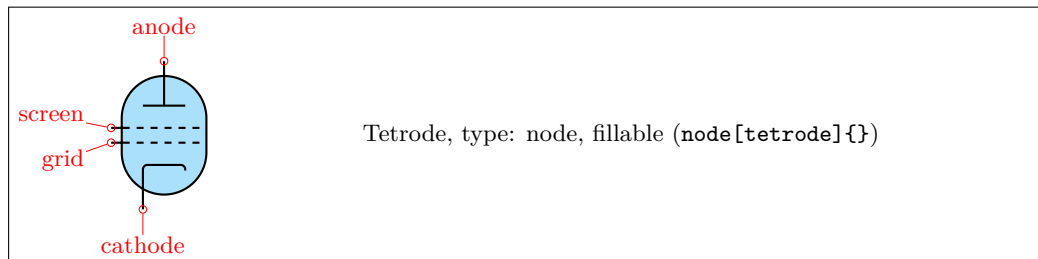 anode
screen
grid
cathode
Tetrode, type: node, fillable (node[tetrode]{})